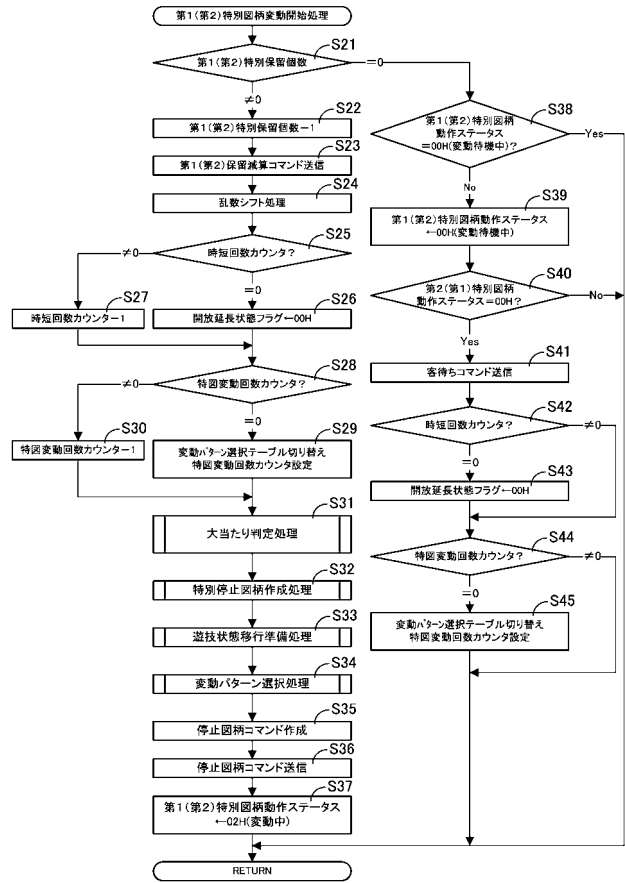 第1(第2)特別図柄変動開始処理
S21
第1(第2)特別保留個数
=0
≠0
S22
第1(第2)特別保留個数－1
S23
第1(第2)保留減算コマンド送信
S24
乱数シフト処理
S25
時短回数カウンタ？
≠0
=0
S27
時短回数カウンタ－1
S26
開放延長状態フラグ←00H
S28
特図変動回数カウンタ？
≠0
=0
S30
特図変動回数カウンタ－1
S29
変動パターン選択テーブル切り替え
特図変動回数カウンタ設定
S31
大当たり判定処理
S32
特別停止図柄作成処理
S33
遊技状態移行準備処理
S34
変動パターン選択処理
S35
停止図柄コマンド作成
S36
停止図柄コマンド送信
S37
第1(第2)特別図柄動作ステータス
←02H(変動中)
RETURN
S38
第1(第2)特別図柄
動作ステータス
=00H(変動待機中)？
Yes
No
S39
第1(第2)特別図柄動作ステータス
←00H(変動待機中)
S40
第2(第1)特別図柄
動作ステータス=00H？
No
Yes
S41
客待ちコマンド送信
S42
時短回数カウンタ？
≠0
=0
S43
開放延長状態フラグ←00H
S44
特図変動回数カウンタ？
≠0
=0
S45
変動パターン選択テーブル切り替え
特図変動回数カウンタ設定